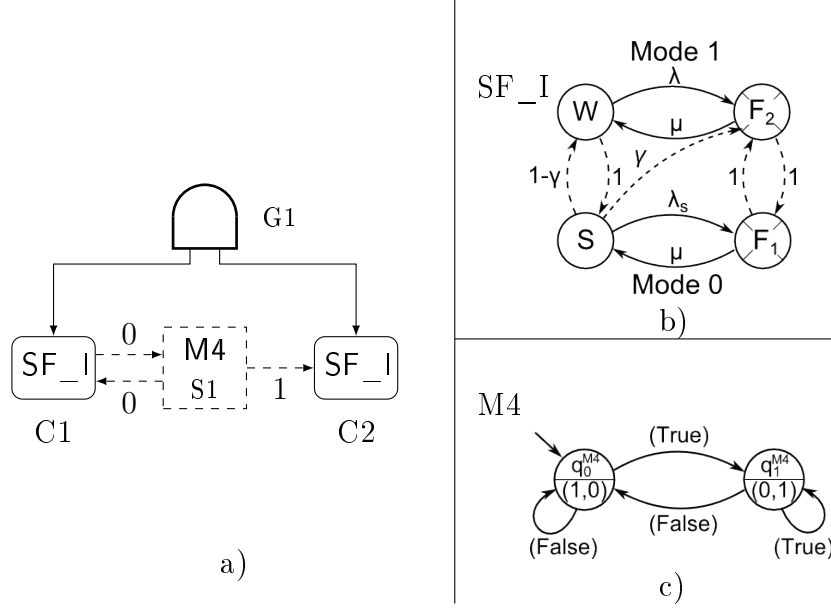 G1
SF_I
0
M4
S1
SF_I
0
1
C1
C2
a)
Mode 1
SF_I
λ
W
F₂
μ
γ
1-γ
1
1
1
λₛ
S
F₁
μ
Mode 0
b)
M4
(True)
q₀ᴹ⁴
(1,0)
q₁ᴹ⁴
(0,1)
(False)
(False)
(True)
c)